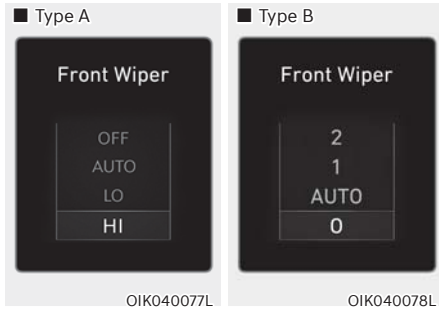 ■ Type A
Front Wiper
OFF
AUTO
LO
HI
OIK040077L
■ Type B
Front Wiper
2
1
AUTO
0
OIK040078L